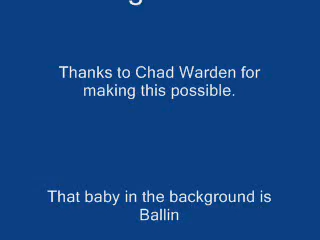 Thanks to Chad Warden for
making this possible.
That baby in the background is
Ballin